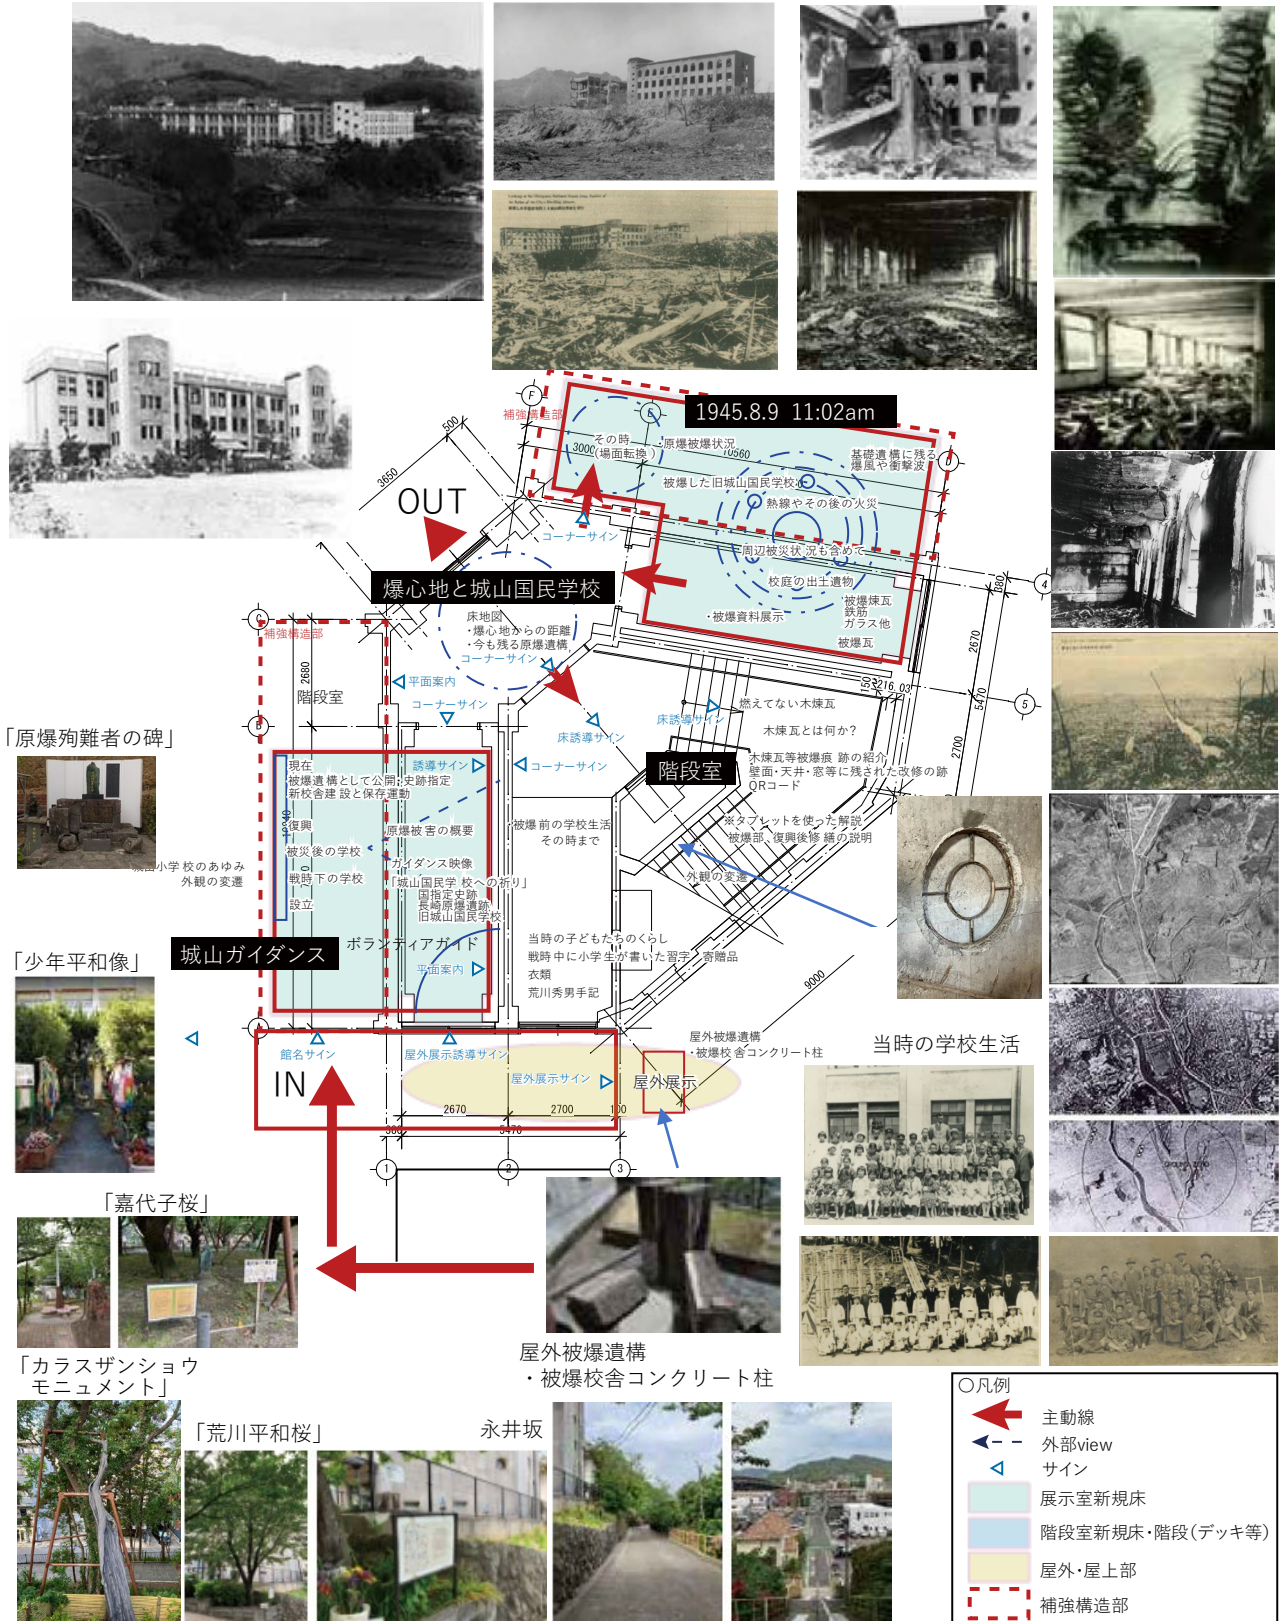 1945.8.9 11:02am
補強構造部
その時
（場面転換 ）
・原爆被爆状況
基礎遺構に残る
爆風や衝撃波
被爆した旧城山国民学校
熱線やその後の火災
周辺被災状 況も含めて
校庭の出土遺物
被爆煉瓦
鉄筋
ガラス他
・被爆資料展示
被爆瓦
F
E
D
3000
10560
500
3650
380
4
2670
5470
5
2700
150
216.03
OUT
コーナーサイン
爆心地と城山国民学校
床地図
・爆心地からの距離
・今も残る原爆遺構
コーナーサイン
C
補強構造部
2680
階段室
平面案内
コーナーサイン
B
床誘導サイン
床誘導サイン
燃えてない木煉瓦
木煉瓦とは何か？
階段室
木煉瓦等被爆痕 跡の紹介
壁面・天井・窓等に残された改修の跡
QRコード
※タブレットを使った解説
被爆部、復興後修 繕の説明
外観の変遷
「原爆殉難者の碑」
現在
被爆遺構として公開・史跡指定
新校舎建 設と保存運動
復興
被災後の学校
戦時下の学校
設立
城山小学 校のあゆみ
外観の変遷
誘導サイン
コーナーサイン
原爆被 害の概要
ガイダンス映像
「城山国民学 校への祈り」
国指定史跡
長崎原爆遺跡
旧城山国民学校
ボランティアガイド
平面案内
城山ガイダンス
被爆前の学校生活
その時まで
当時の子どもたちのくらし
戦時中に小学生が書いた習字 寄贈品
衣類
荒川秀男手記
9000
「少年平和像」
館名サイン
屋外展示誘導サイン
IN
屋外展示サイン
屋外展示
屋外被爆遺構
・被爆校 舎コンクリート柱
2670
2700
100
380
5470
1
2
3
当時の学校生活
GROUND ZERO
「嘉代子桜」
屋外被爆遺構
・被爆校舎コンクリート柱
「カラスザンショウ
モニュメント」
「荒川平和桜」
永井坂
〇凡例
主動線
外部view
サイン
展示室新規床
階段室新規床・階段（デッキ等）
屋外・屋上部
補強構造部